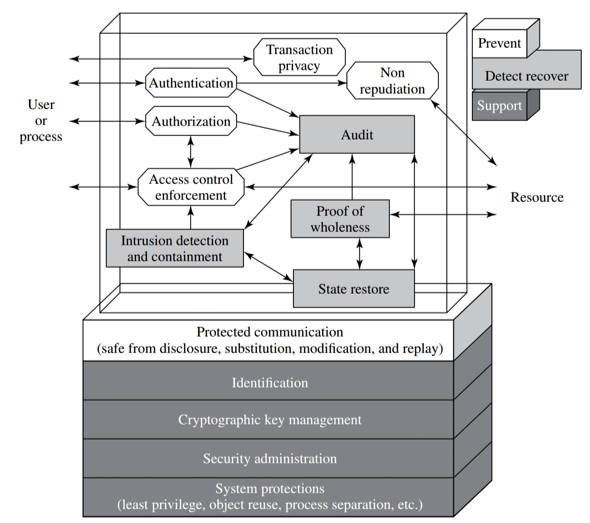 Transaction
privacy
Prevent
Detect recover
Support
Authentication
Non
repudiation
User
or
process
Authorization
Audit
Access control
enforcement
Resource
Proof of
wholeness
Intrusion detection
and containment
State restore
Protected communication
(safe from disclosure, substitution, modification, and replay)
Identification
Cryptographic key management
Security administration
System protections
(least privilege, object reuse, process separation, etc.)